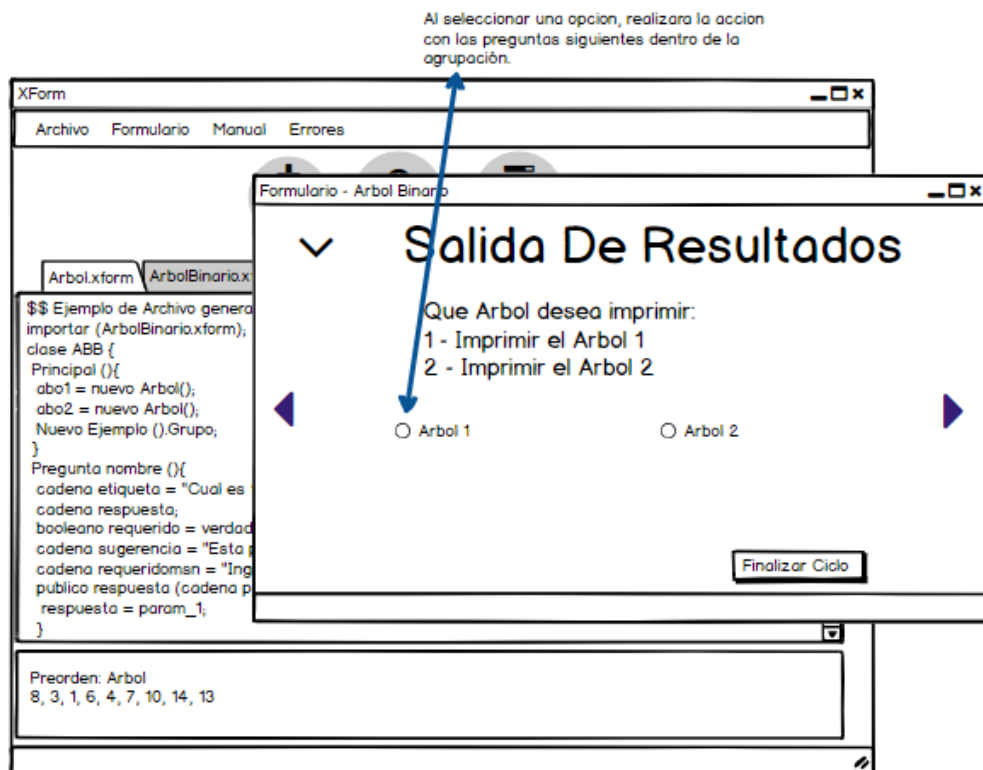 Al seleccionar una opcion, realizara la accion
con las preguntas siguientes dentro de la
agrupación.
XForm
Archivo Formulario Manual Errores
Formulario - Arbol Binario
Salida De Resultados
Que Arbol desea imprimir:
1 - Imprimir el Arbol 1
2 - Imprimir el Arbol 2
Arbol 1 Arbol 2
Finalizar Ciclo
Arbol.xform ArbolBinario.x
$$ Ejemplo de Archivo genera
importar (ArbolBinario.xform);
clase ABB {
Principal (){
abo1 = nuevo Arbol();
abo2 = nuevo Arbol();
Nuevo Ejemplo ().Grupo;
}
Pregunta nombre (){
cadena etiqueta = "Cual es
cadena respuesta;
booleano requerido = verdad
cadena sugerencia = "Esta p
cadena requeridomsn = "Ing
publico respuesta (cadena p
respuesta = param_1;
}
Preorden: Arbol
8, 3, 1, 6, 4, 7, 10, 14, 13